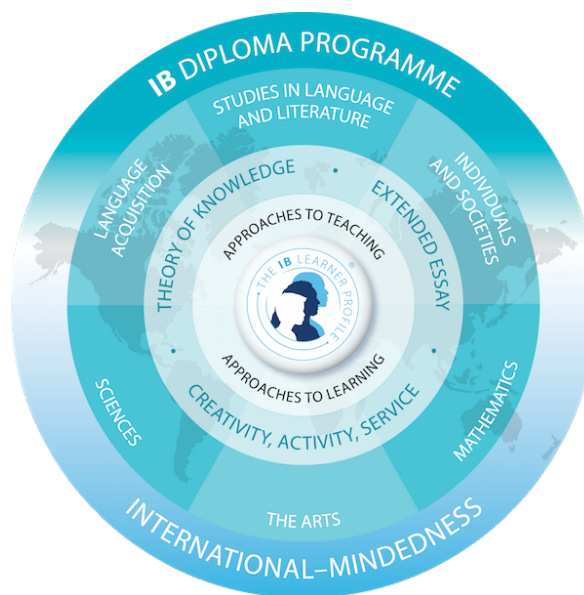 IB DIPLOMA PROGRAMME
STUDIES IN LANGUAGE
AND LITERATURE
LANGUAGE
ACQUISITION
INDIVIDUALS
AND SOCIETIES
THEORY OF KNOWLEDGE
EXTENDED ESSAY
APPROACHES TO TEACHING
THE IB LEARNER PROFILE
®
APPROACHES TO LEARNING
CREATIVITY, ACTIVITY, SERVICE
SCIENCES
MATHEMATICS
THE ARTS
INTERNATIONAL–MINDEDNESS